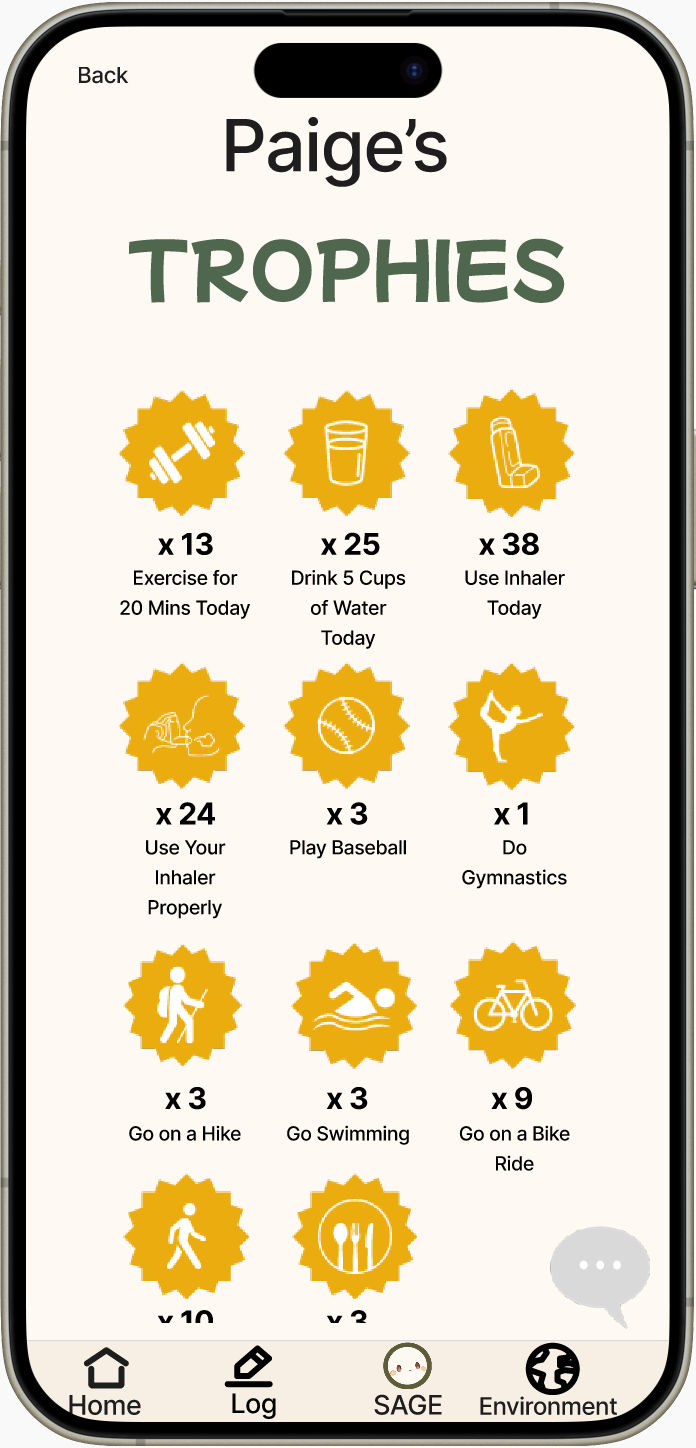 Back
Paige’s
TROPHIES
x 13 x 25 x 38
Exercise for Drink 5 Cups Use Inhaler
20 Mins Today of Water Today
Today
x 24 x 3 x 1
Use Your Play Baseball Do
Inhaler Gymnastics
Properly
x 3 x 3 x 9
Go on a Hike Go Swimming Go on a Bike
Ride
x 10 x 3
Home Log SAGE Environment